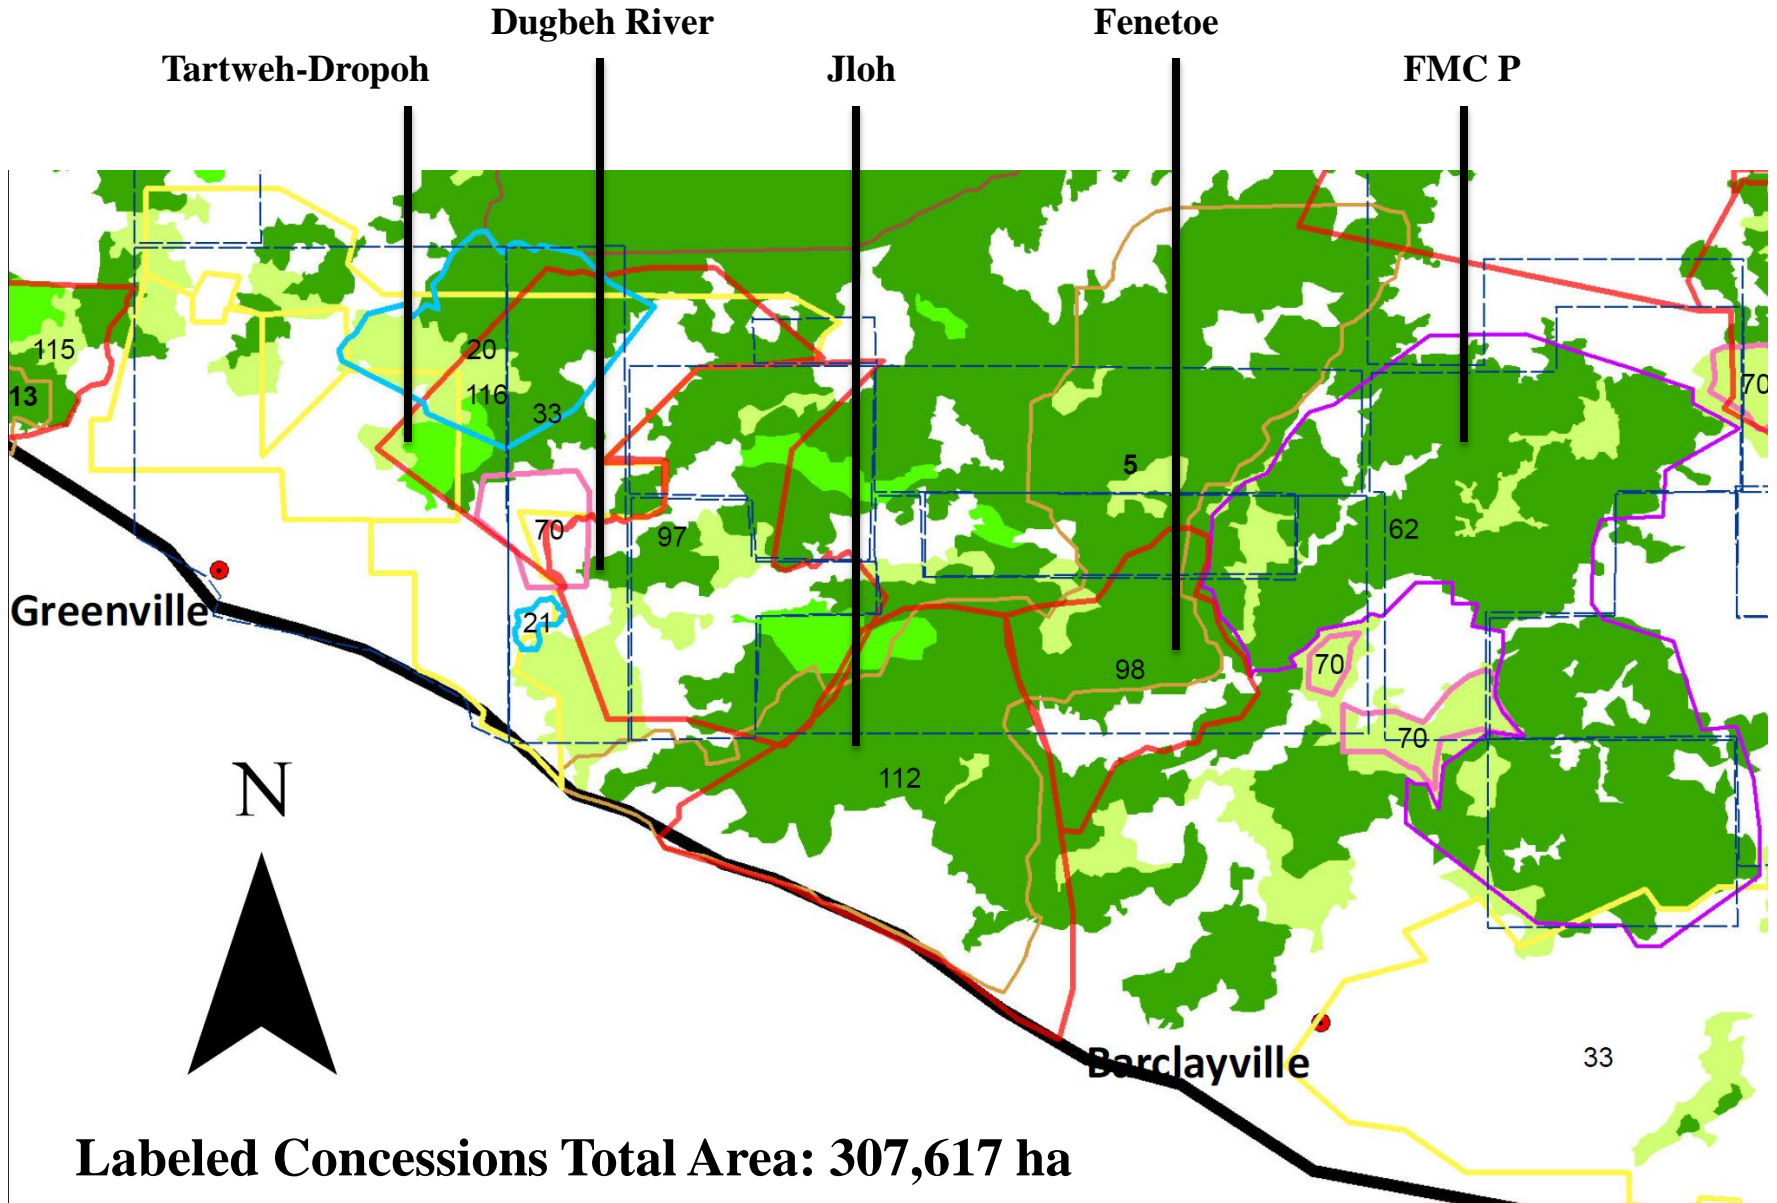 Dugbeh River
Fenetoe
Tartweh-Dropoh
Jloh
FMC P
115
20
13
116
33
70
5
70
97
62
21
Greenville
98
70
70
112
N
Barclayville
33
Labeled Concessions Total Area: 307,617 ha